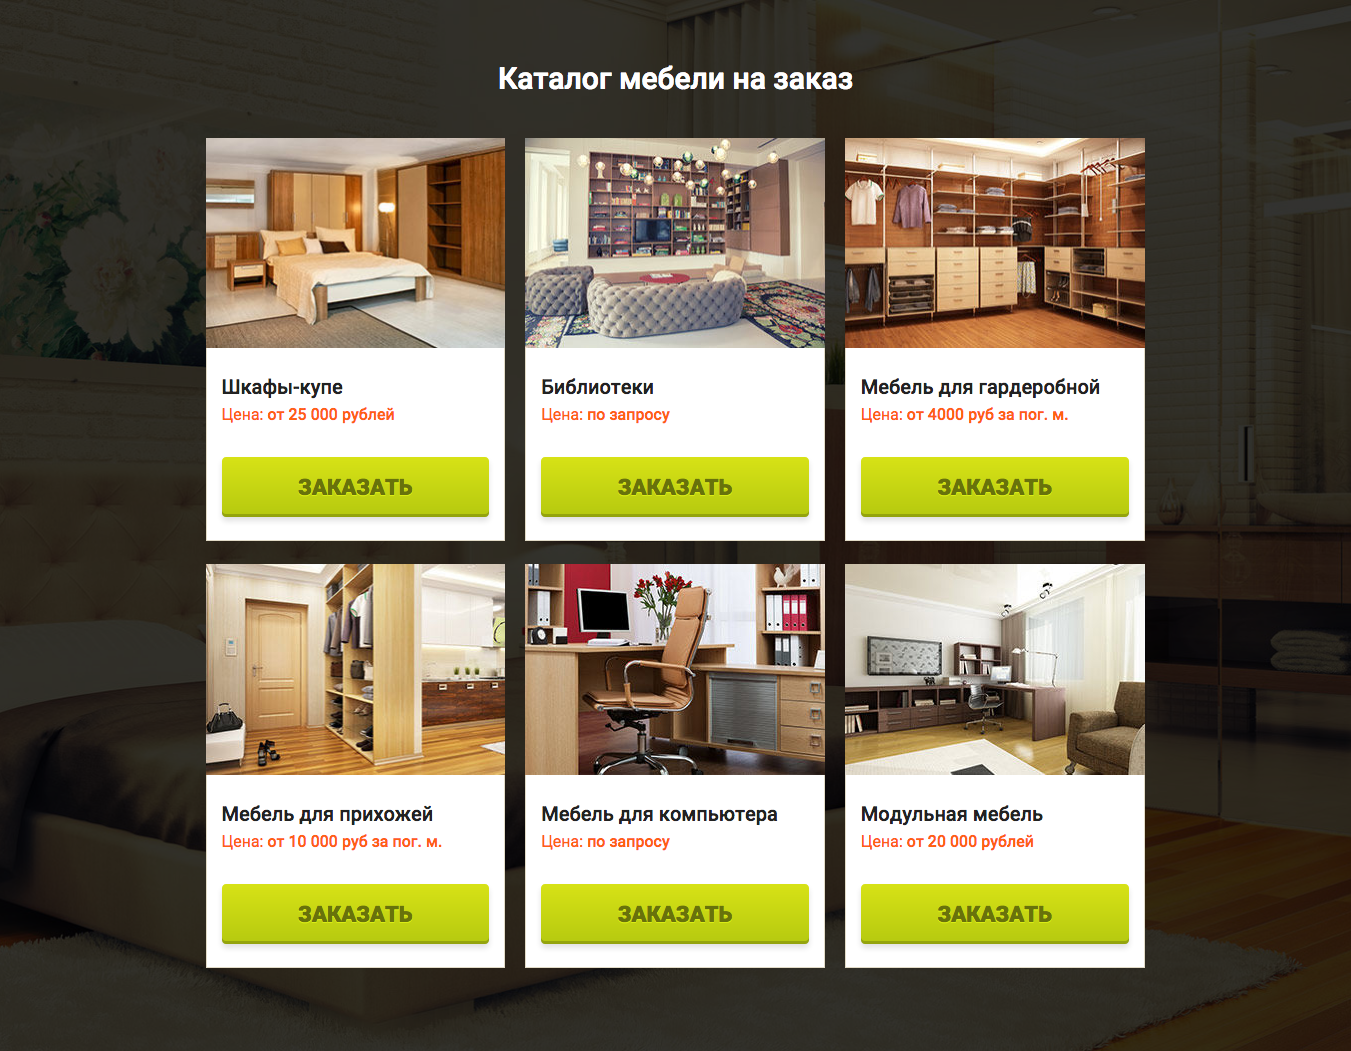 Каталог мебели на заказ
Шкафы-купе
Цена: от 25 000 рублей
ЗАКАЗАТЬ
Библиотеки
Цена: по запросу
ЗАКАЗАТЬ
Мебель для гардеробной
Цена: от 4000 руб за пог. м.
ЗАКАЗАТЬ
Мебель для прихожей
Цена: от 10 000 руб за пог. м.
ЗАКАЗАТЬ
Мебель для компьютера
Цена: по запросу
ЗАКАЗАТЬ
Модульная мебель
Цена: от 20 000 рублей
ЗАКАЗАТЬ